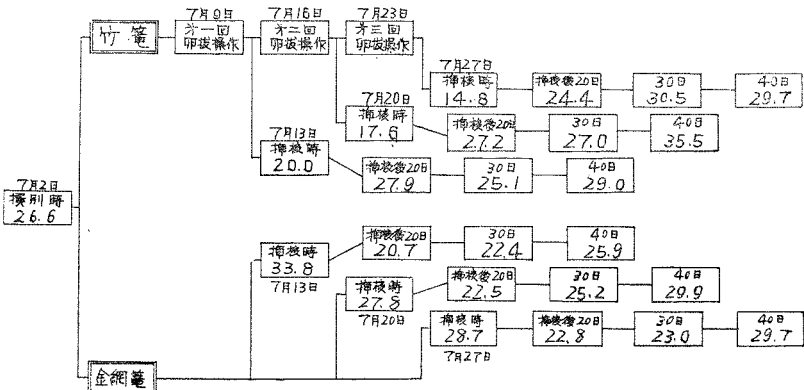 7月9日 7月16日 7月23日
竹篭 才一回 才二回 才三回
卵抜操作 卵抜操作 卵抜操作
7月27日
挿核時 挿核後20日 30日 40日
14.8 24.4 30.5 29.7
7月20日
挿核時 挿核後20日 30日 40日
17.6 27.2 27.0 35.5
7月13日
挿核時 挿核後20日 30日 40日
20.0 27.9 25.1 29.0
7月2日
撰別時
26.6
挿核時 挿核後20日 30日 40日
33.8 20.7 22.4 25.9
7月13日
挿核時 挿核後20日 30日 40日
27.8 22.5 25.2 29.9
7月20日
挿核時 挿核後20日 30日 40日
28.7 22.8 23.0 29.7
7月27日
金網篭